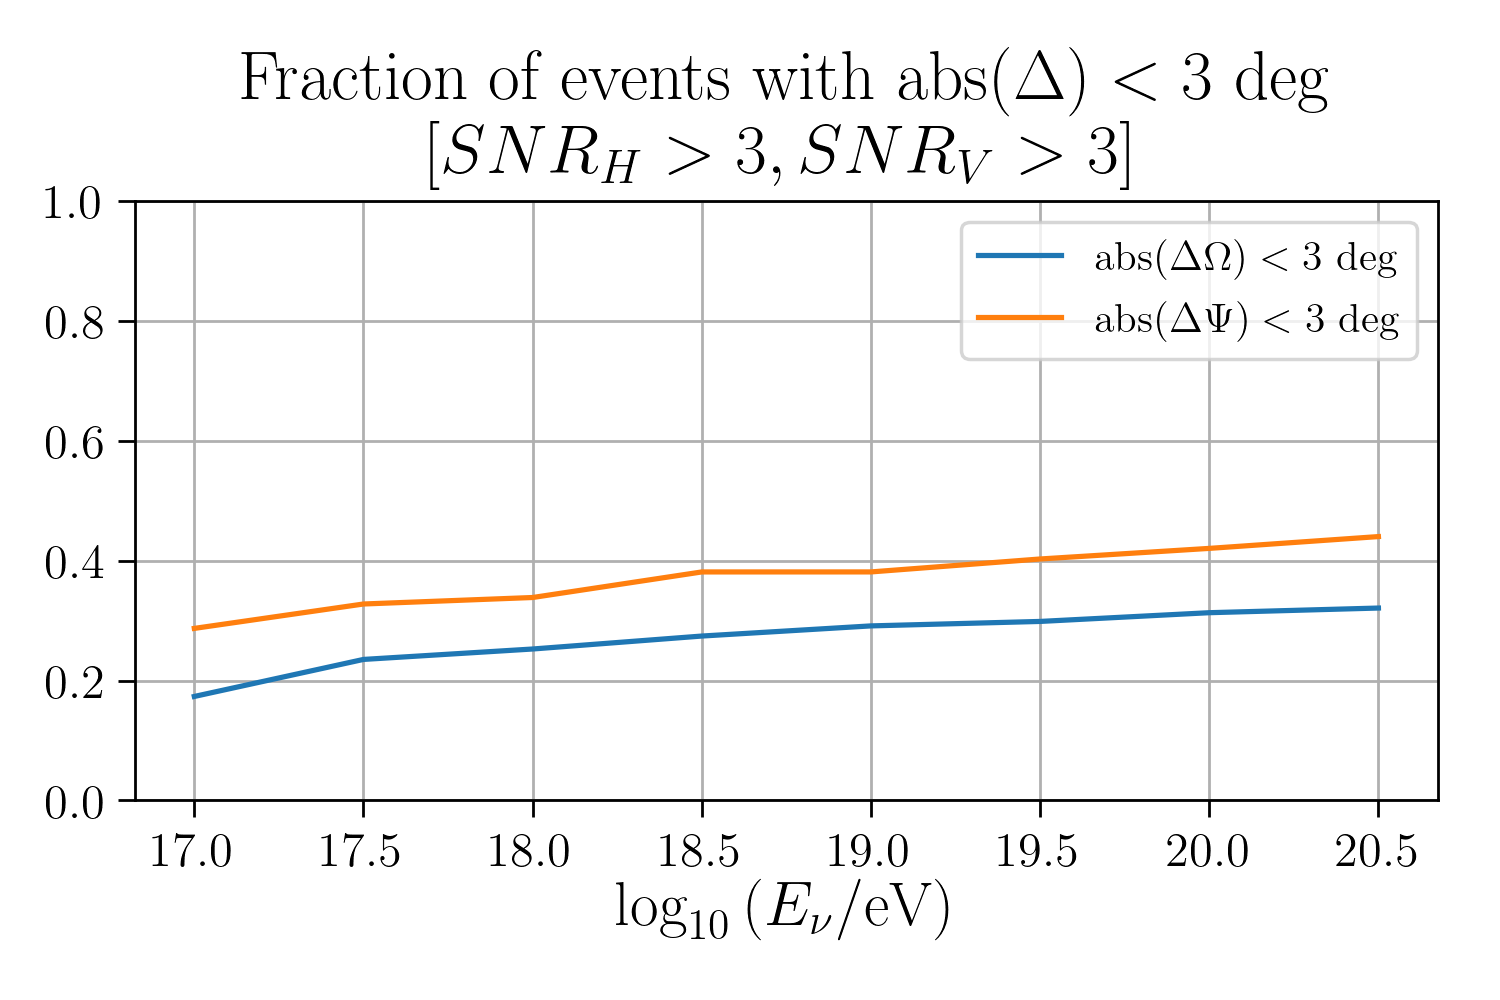 Fraction of events with abs(Δ) < 3 deg
[SNR_H > 3, SNR_V > 3]
1.0
0.8
0.6
0.4
0.2
0.0
abs(ΔΩ) < 3 deg
abs(ΔΨ) < 3 deg
17.0 17.5 18.0 18.5 19.0 19.5 20.0 20.5
log₁₀ (E_ν/eV)